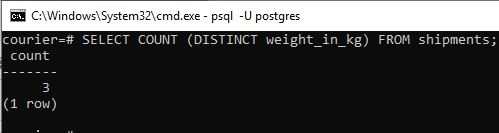 C:\Windows\System32\cmd.exe - psql -U postgres
courier=# SELECT COUNT (DISTINCT weight_in_kg) FROM shipments;
count
-------
3
(1 row)